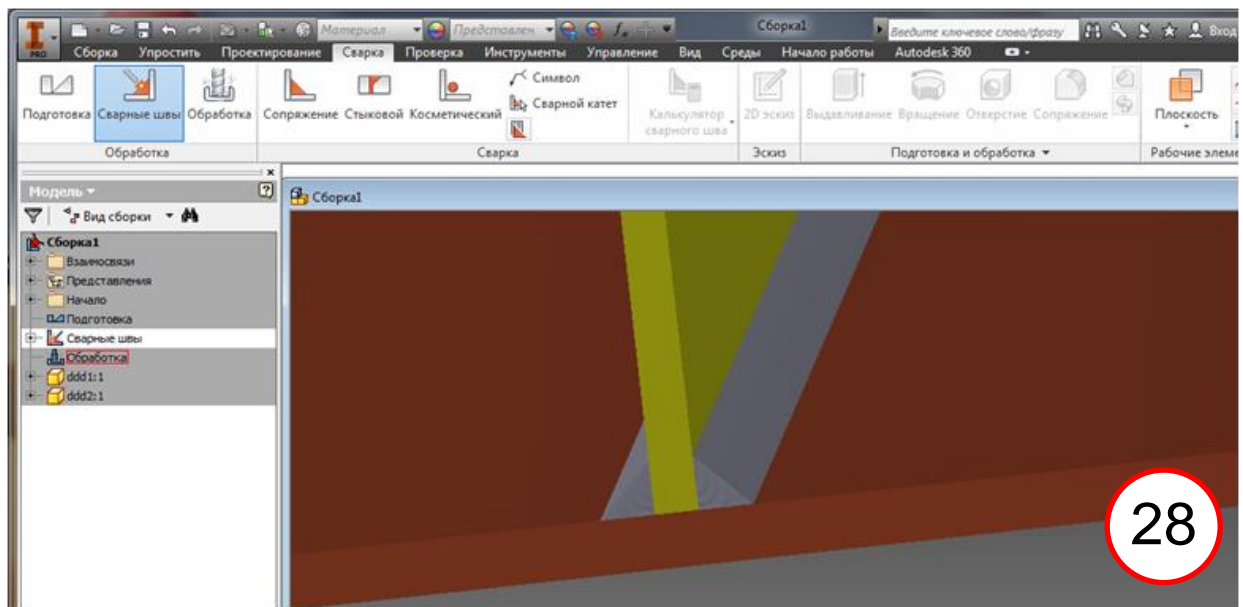 Материал Представлен Сборка1 Введите ключевое слово/фразу Вход
PRO Сборка Упростить Проектирование Сварка Проверка Инструменты Управление Вид Среды Начало работы Autodesk 360
Подготовка Сварные швы Обработка Сопряжение Стыковой Косметический Символ Сварной катет Калькулятор сварного шва 2D эскиз Выдавливание Вращение Отверстие Сопряжение Плоскость
Обработка Сварка Эскиз Подготовка и обработка Рабочие элеме
Модель
Вид сборки
Сборка1
Сборка1
Взаимосвязи
Представления
Начало
Подготовка
Сварные швы
Обработка
ddd1:1
ddd2:1
28